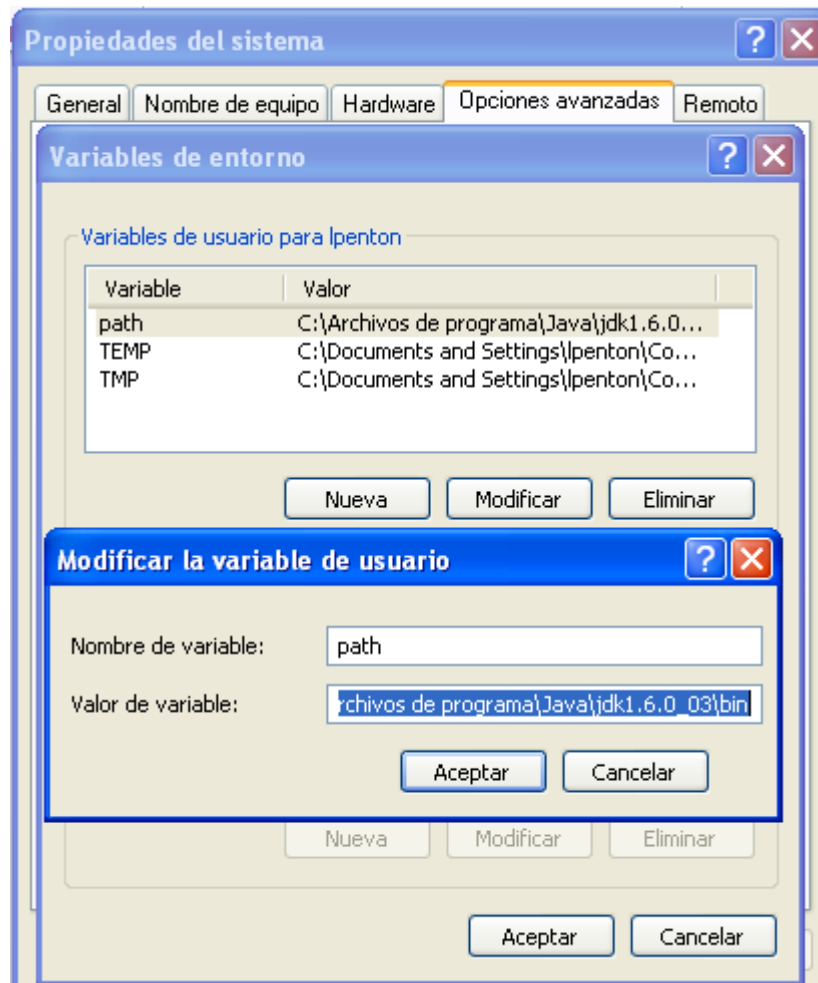 Propiedades del sistema
General Nombre de equipo Hardware Opciones avanzadas Remoto
Variables de entorno
Variables de usuario para lpenton
Variable Valor
path C:\Archivos de programa\Java\jdk1.6.0...
TEMP C:\Documents and Settings\lpenton\Co...
TMP C:\Documents and Settings\lpenton\Co...
Nueva Modificar Eliminar
Modificar la variable de usuario
Nombre de variable: path
Valor de variable: rchivos de programa\Java\jdk1.6.0_03\bin
Aceptar Cancelar
Nueva Modificar Eliminar
Aceptar Cancelar